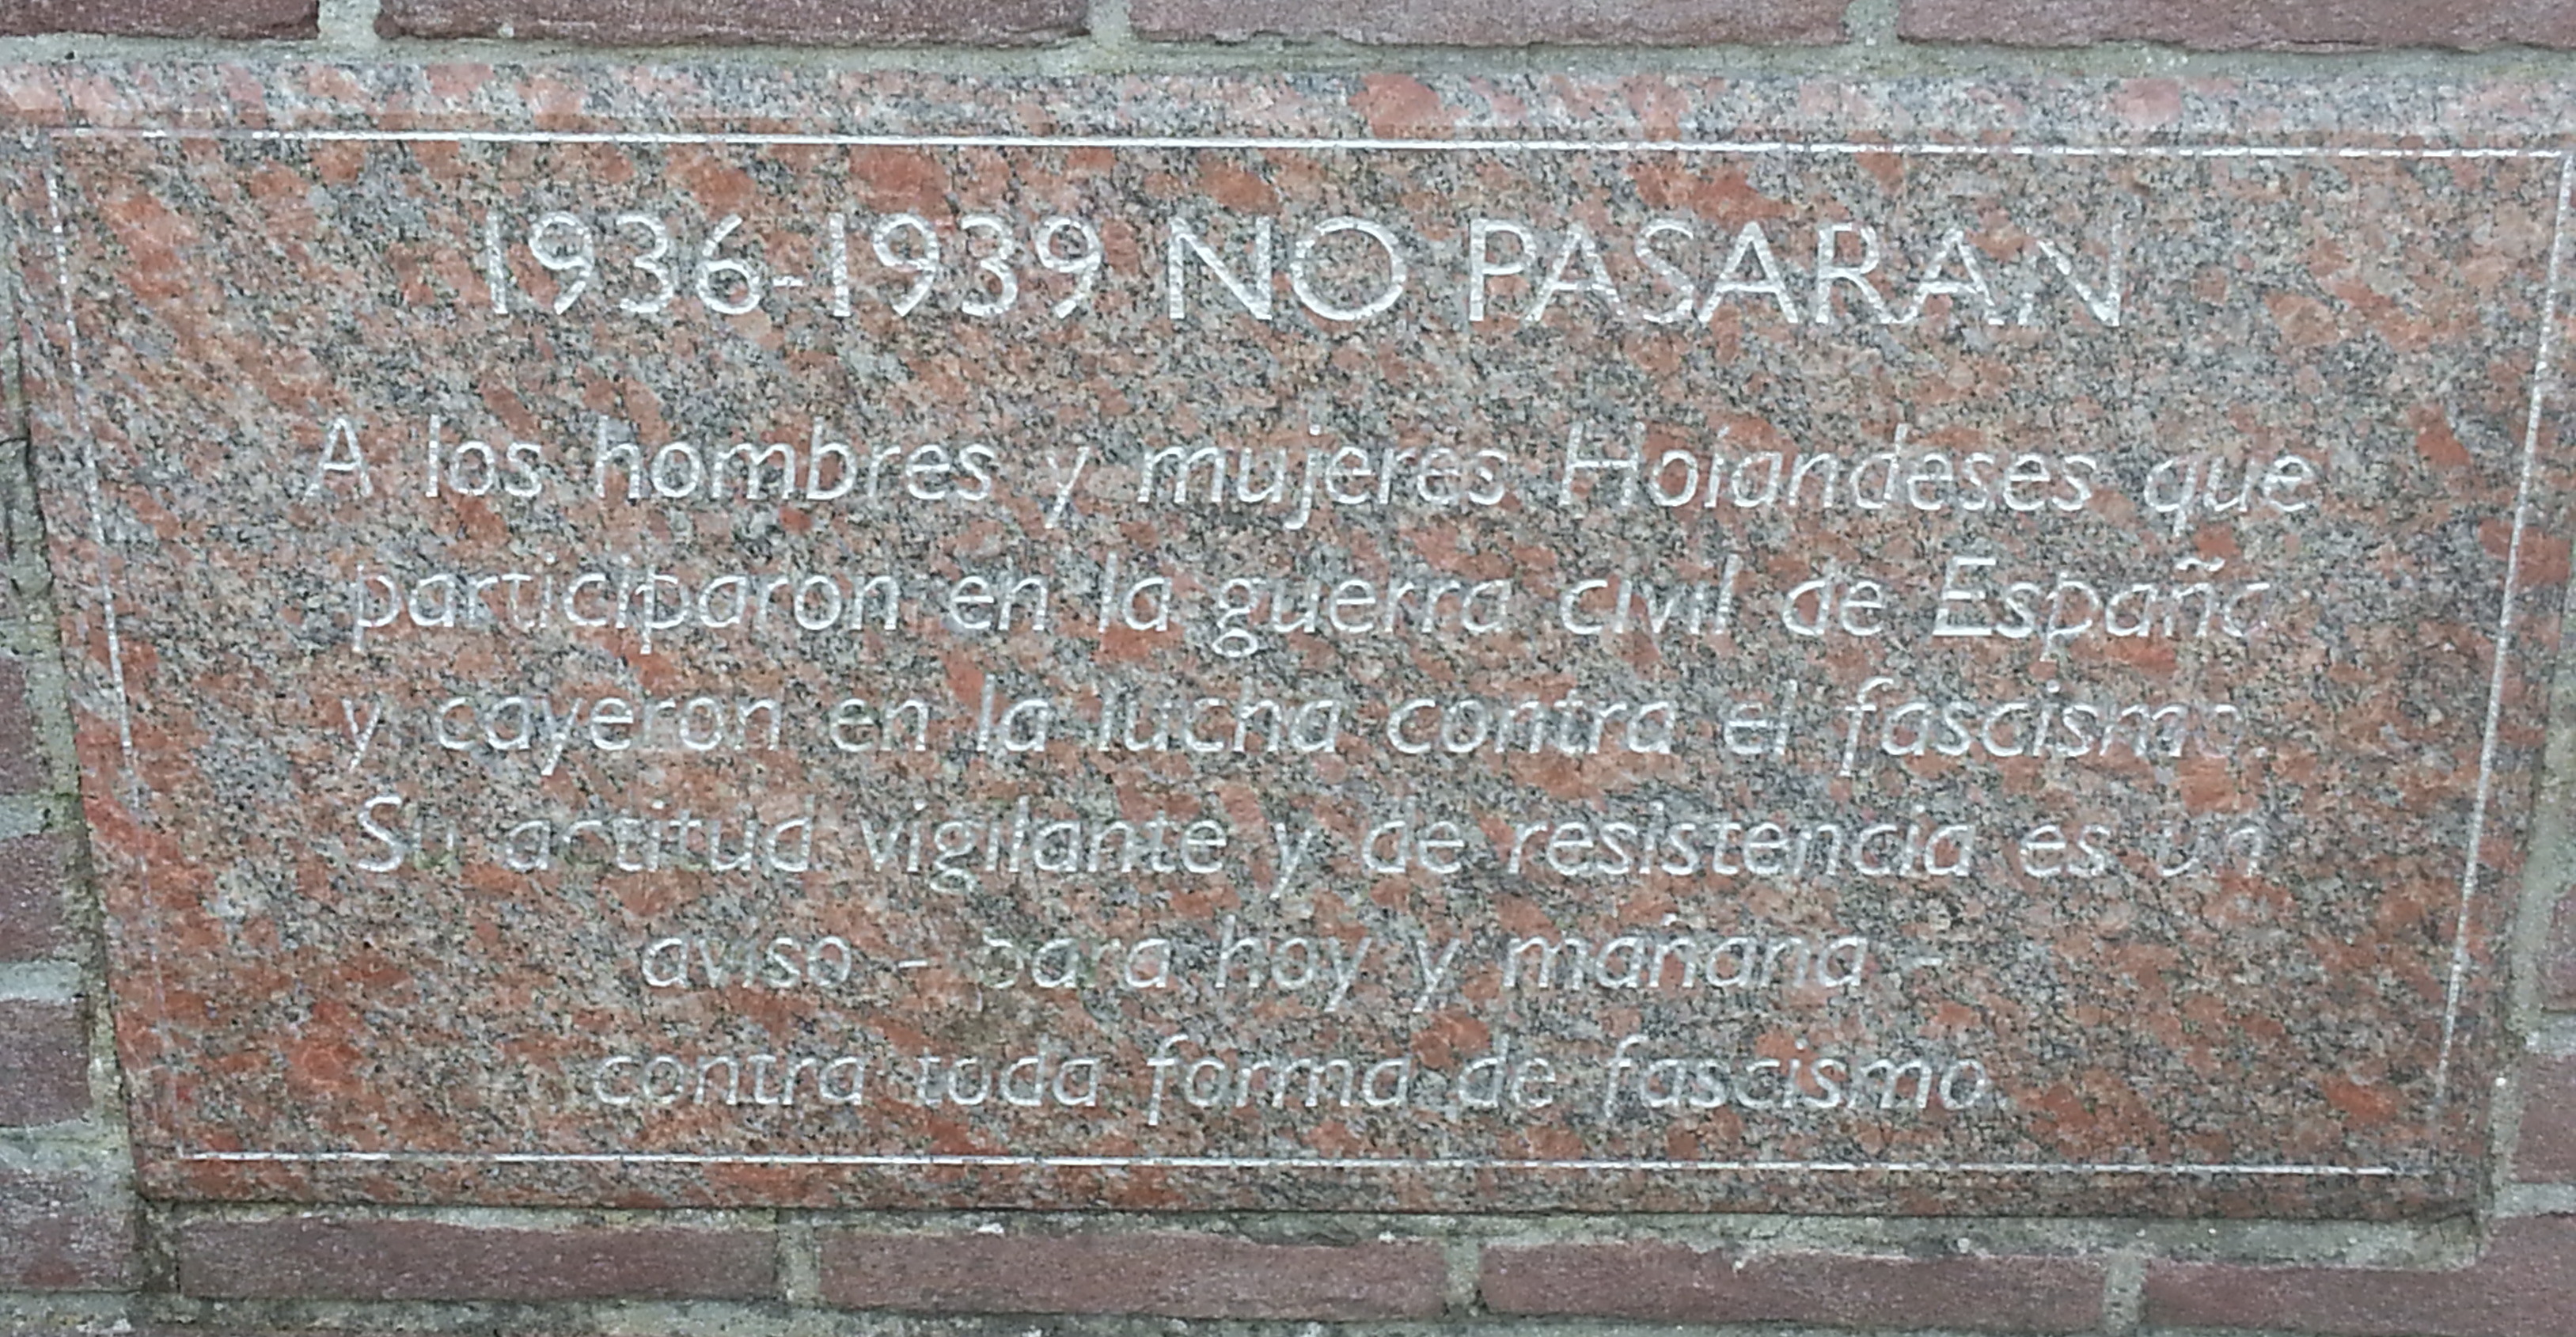 1936-1939 NO PASARAN
A los hombres y mujeres Holandeses que
participaron en la guerra civil de España
y cayeron en la lucha contra el fascismo.
Su actitud vigilante y de resistencia es un
aviso - para hoy y mañana -
contra toda forma de fascismo.